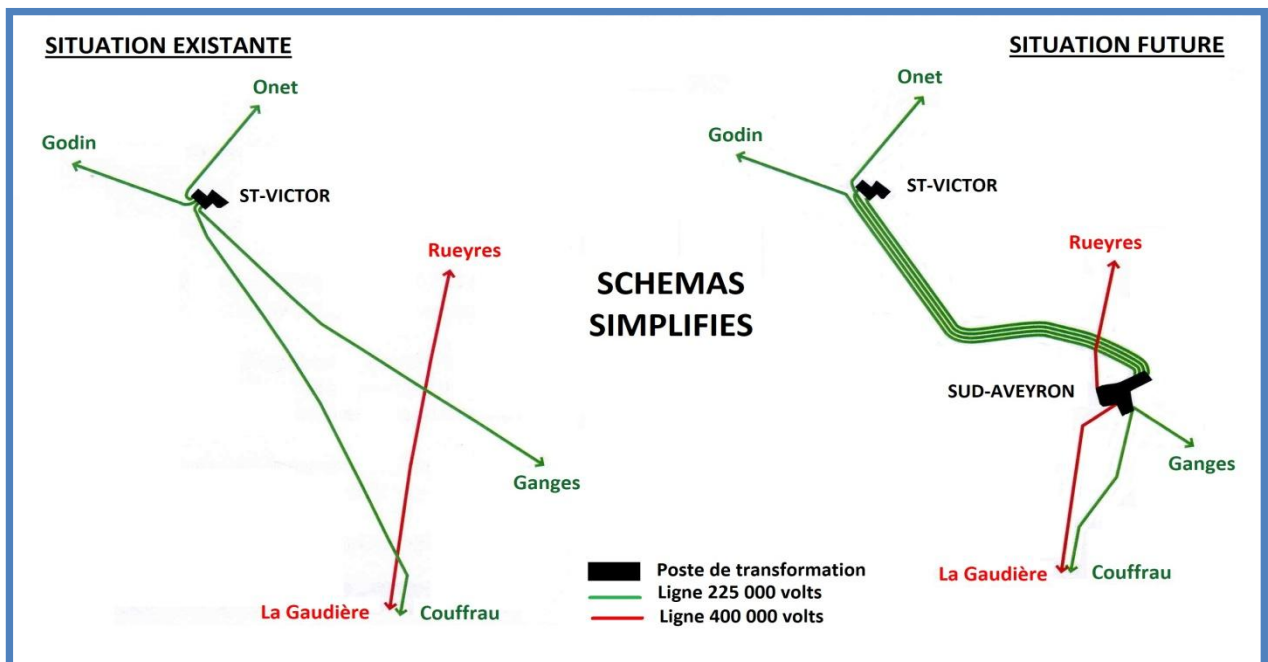 SITUATION EXISTANTE
Onet
Godin
ST-VICTOR
Rueyres
Ganges
La Gaudière
Couffrau
SCHEMAS
SIMPLIFIES
SITUATION FUTURE
Onet
Godin
ST-VICTOR
Rueyres
SUD-AVEYRON
Ganges
La Gaudière
Couffrau
Poste de transformation
Ligne 225 000 volts
Ligne 400 000 volts